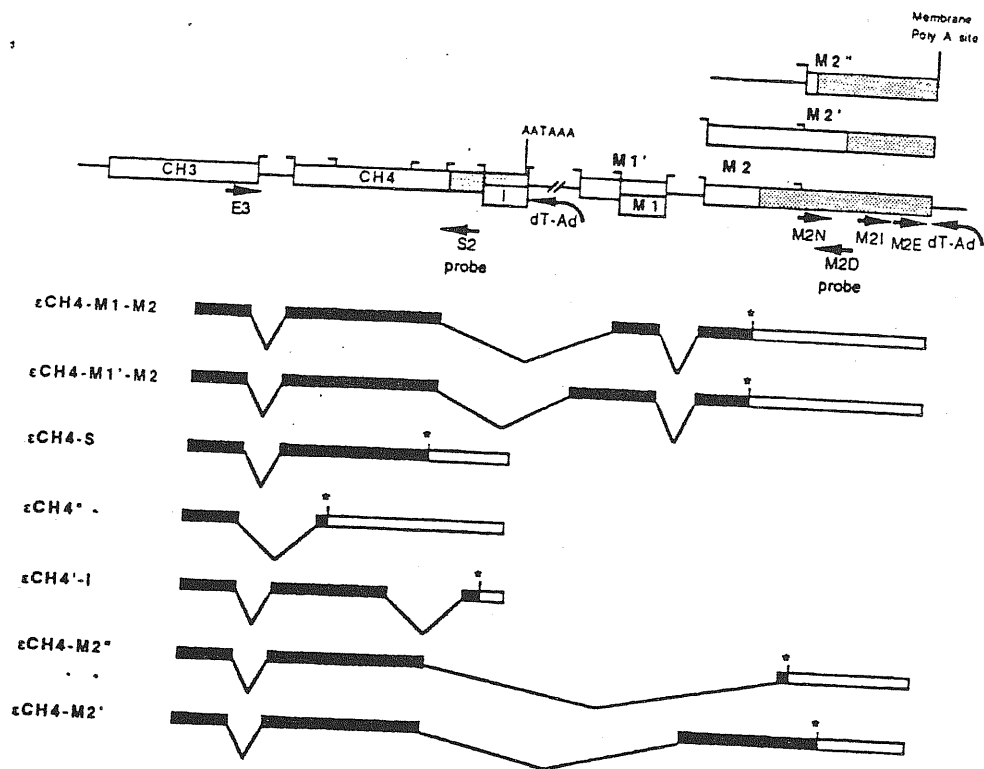 Membrane
Poly A site
M2"
M2'
AATAAA
M1'
M2
CH3
CH4
I
M1
E3
S2
probe
dT-Ad
M2N
M2D
probe
M2I
M2E
dT-Ad
εCH4-M1-M2
*
εCH4-M1'-M2
*
εCH4-S
*
εCH4"
*
εCH4'-I
*
εCH4-M2"
*
εCH4-M2'
*